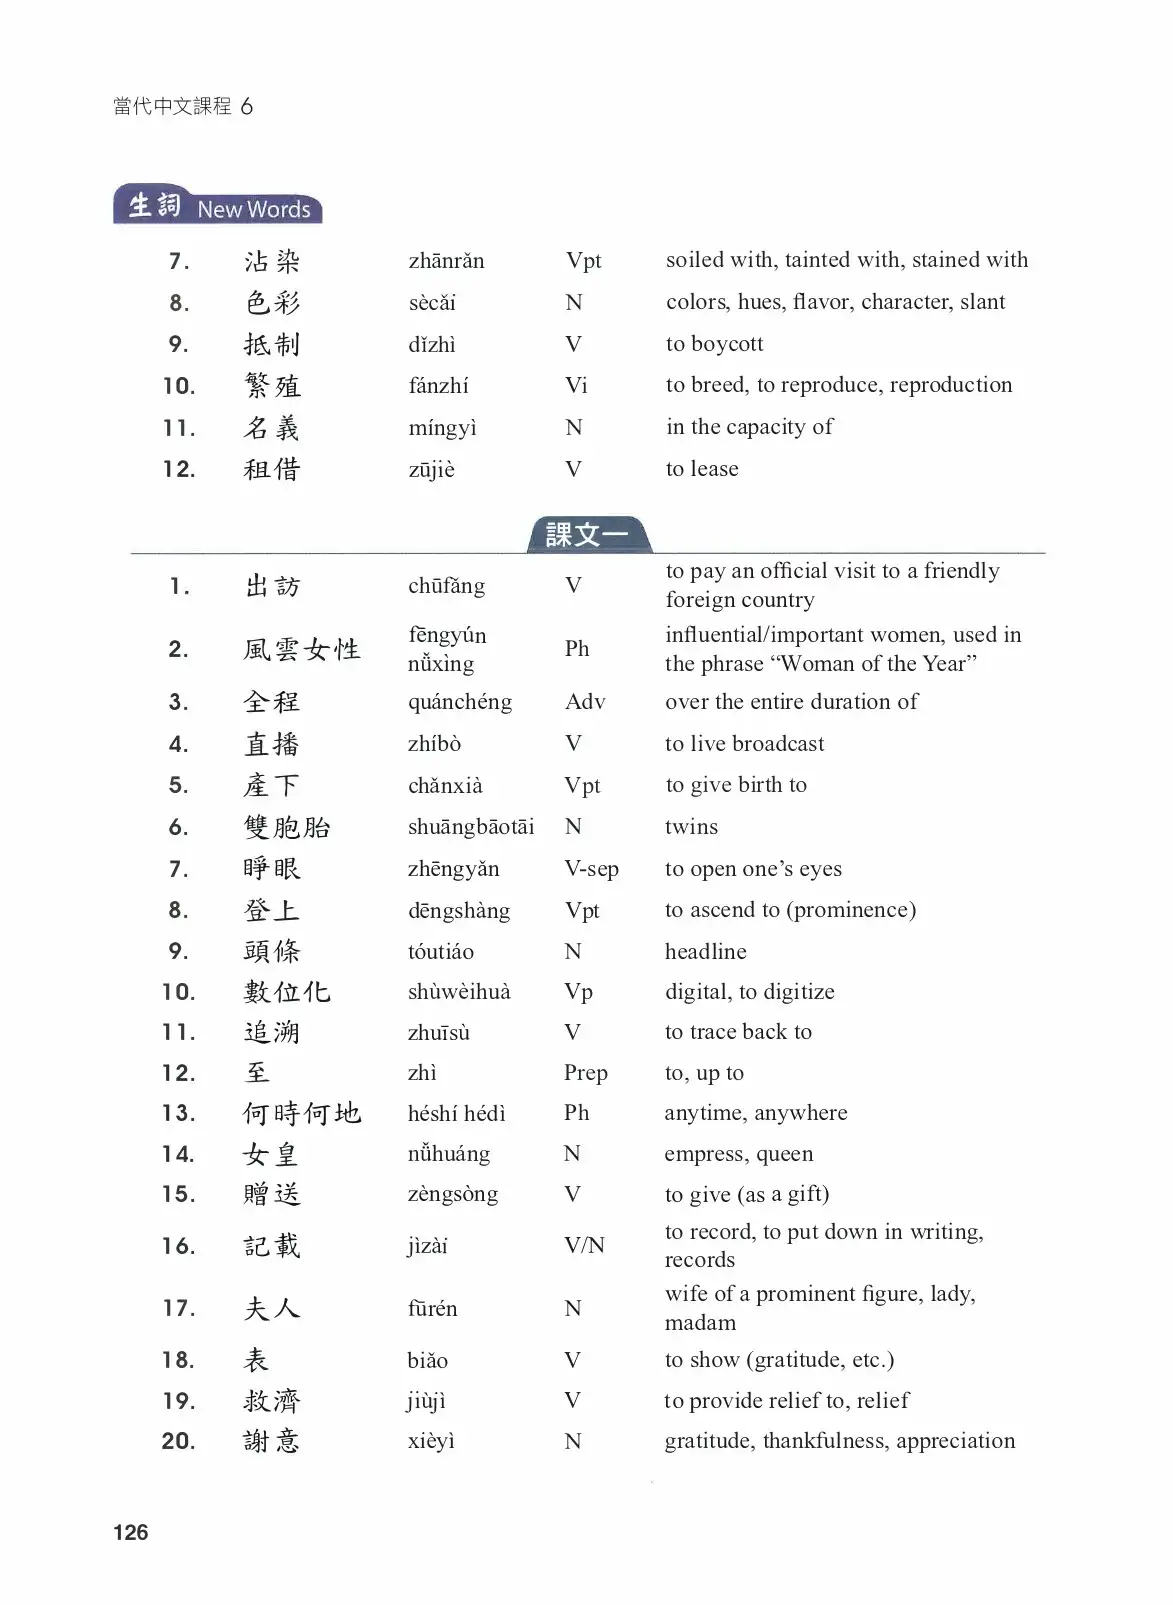 當代中文課程 6
生詞 New Words
7. 沾染 zhānrǎn Vpt soiled with, tainted with, stained with
8. 色彩 sècǎi N colors, hues, flavor, character, slant
9. 抵制 dǐzhì V to boycott
10. 繁殖 fánzhí Vi to breed, to reproduce, reproduction
11. 名義 míngyì N in the capacity of
12. 租借 zūjiè V to lease
課文一
1. 出訪 chūfǎng V to pay an official visit to a friendly
foreign country
2. 風雲女性 fēngyún nǚxìng Ph influential/important women, used in
the phrase “Woman of the Year”
3. 全程 quánchéng Adv over the entire duration of
4. 直播 zhíbò V to live broadcast
5. 產下 chǎnxià Vpt to give birth to
6. 雙胞胎 shuāngbāotāi N twins
7. 睜眼 zhēngyǎn V-sep to open one’s eyes
8. 登上 dēngshàng Vpt to ascend to (prominence)
9. 頭條 tóutiáo N headline
10. 數位化 shùwèihuà Vp digital, to digitize
11. 追溯 zhuīsù V to trace back to
12. 至 zhì Prep to, up to
13. 何時何地 héshí hédì Ph anytime, anywhere
14. 女皇 nǚhuáng N empress, queen
15. 贈送 zèngsòng V to give (as a gift)
16. 記載 jìzài V/N to record, to put down in writing,
records
17. 夫人 fūrén N wife of a prominent figure, lady,
madam
18. 表 biǎo V to show (gratitude, etc.)
19. 救濟 jiùjì V to provide relief to, relief
20. 謝意 xièyì N gratitude, thankfulness, appreciation
126